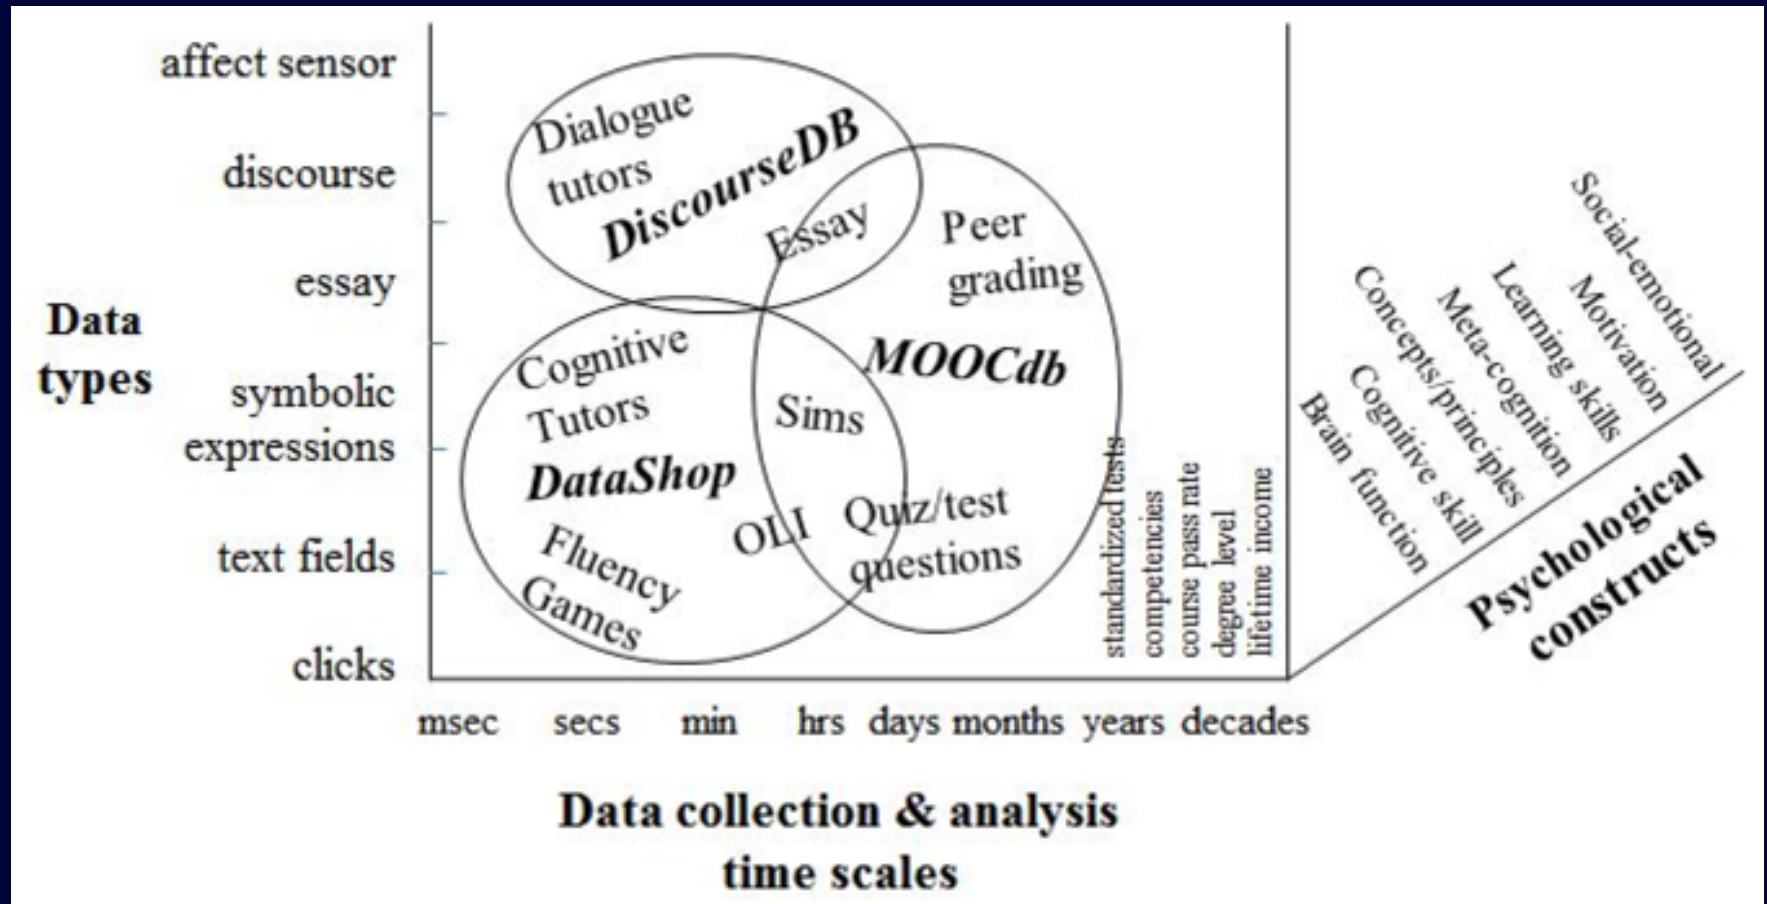 affect sensor
discourse
essay
Data
types
symbolic
expressions
text fields
clicks
Dialogue
tutors
DiscourseDB
Essay
Peer
grading
MOOCdb
Cognitive
Tutors
DataShop
Sims
OLI
Fluency
Games
Quiz/test
questions
standardized tests
competencies
course pass rate
degree level
lifetime income
msec secs min hrs days months years decades
Data collection & analysis
time scales
Brain function
Cognitive skill
Concepts/principles
Meta-cognition
Learning skills
Motivation
Social-emotional
Psychological
constructs